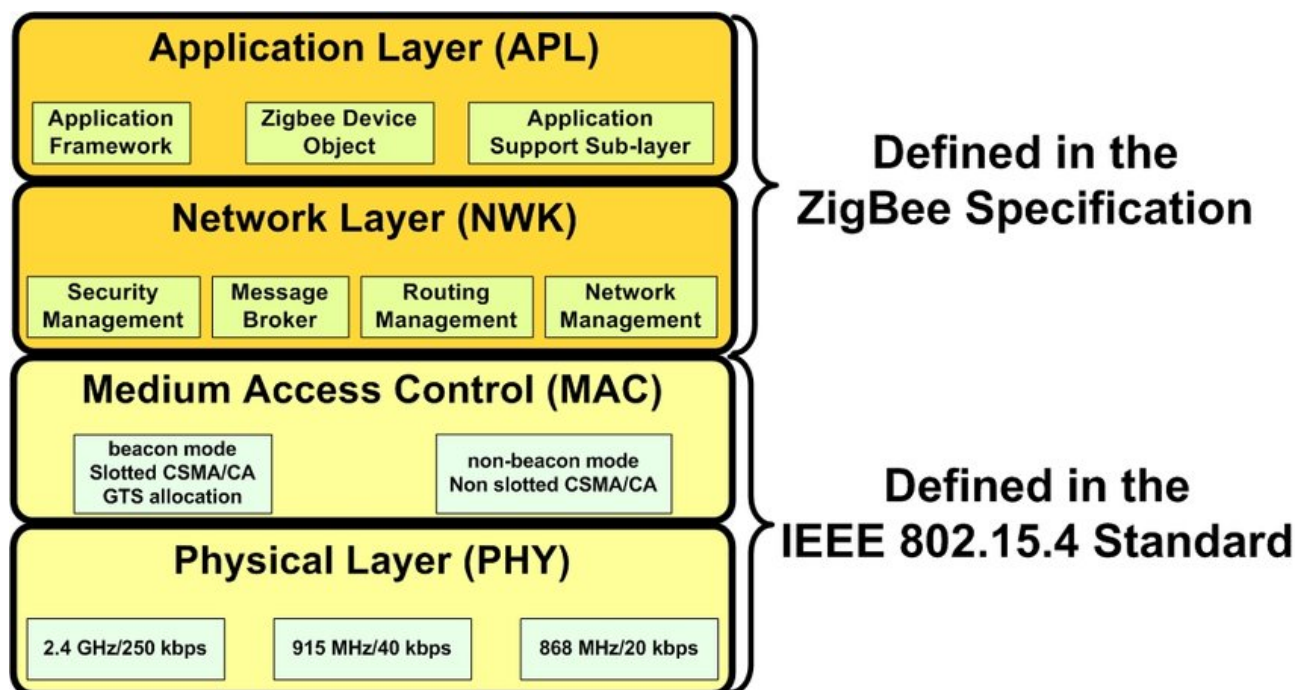 Application Layer (APL)
Application
Framework
Zigbee Device
Object
Application
Support Sub-layer
Defined in the
ZigBee Specification
Network Layer (NWK)
Security
Management
Message
Broker
Routing
Management
Network
Management
Medium Access Control (MAC)
beacon mode
Slotted CSMA/CA
GTS allocation
non-beacon mode
Non slotted CSMA/CA
Defined in the
IEEE 802.15.4 Standard
Physical Layer (PHY)
2.4 GHz/250 kbps
915 MHz/40 kbps
868 MHz/20 kbps